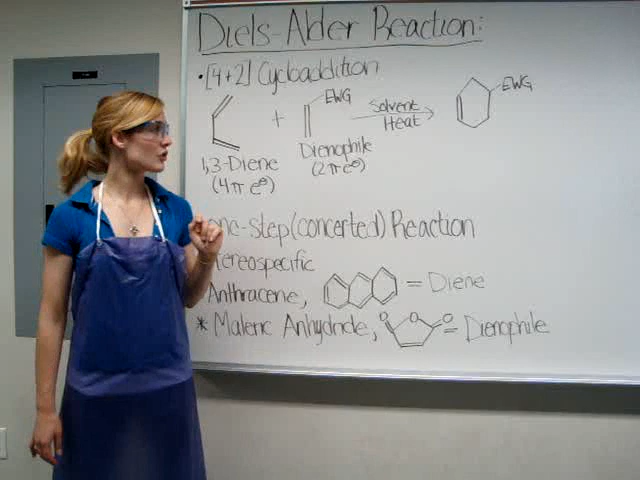 Diels-Alder Reaction:
• [4+2] Cycloaddition
EWG
EWG
+
Solvent
Heat
1,3-Diene
(4π e⊖)
Dienophile
(2π e⊖)
one-step (concerted) Reaction
tereospecific
Anthracene, = Diene
* Maleric Anhydride, O O O = Dienophile